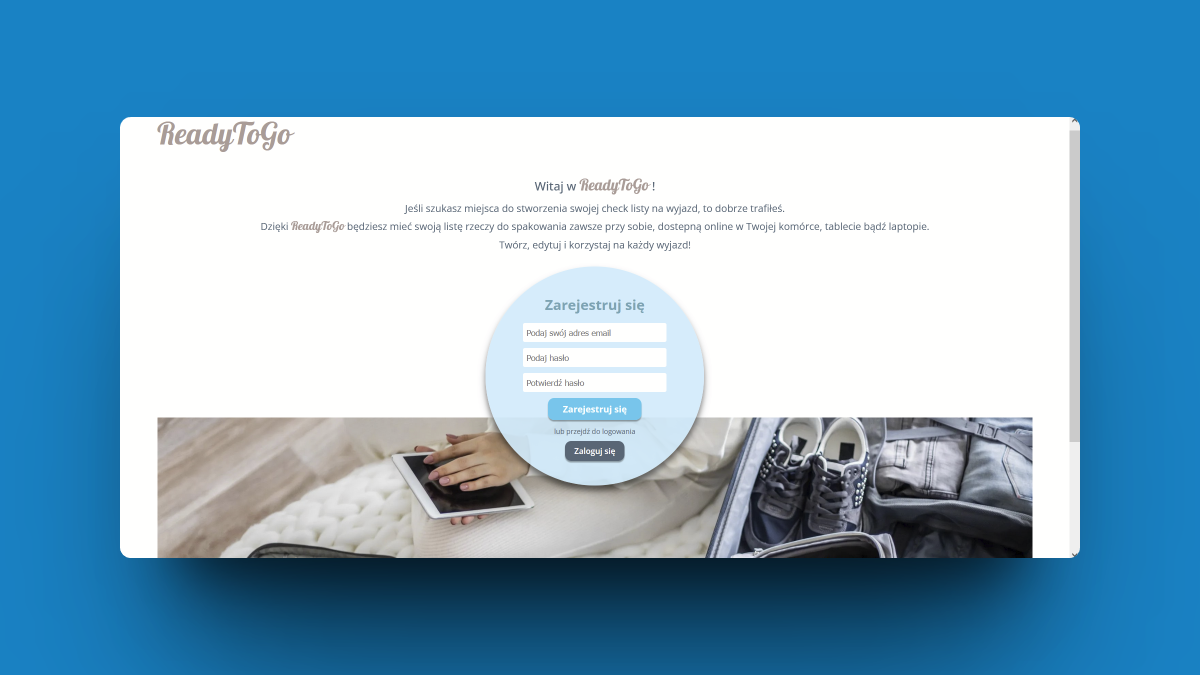 ReadyToGo
Witaj w ReadyToGo !
Jeśli szukasz miejsca do stworzenia swojej check listy na wyjazd, to dobrze trafiłeś.
Dzięki ReadyToGo będziesz mieć swoją listę rzeczy do spakowania zawsze przy sobie, dostepną online w Twojej komórce, tablecie bądź laptopie.
Twórz, edytuj i korzystaj na każdy wyjazd!
Zarejestruj się
Podaj swój adres email
Podaj hasło
Potwierdź hasło
Zarejestruj się
lub przejdź do logowania
Zaloguj się